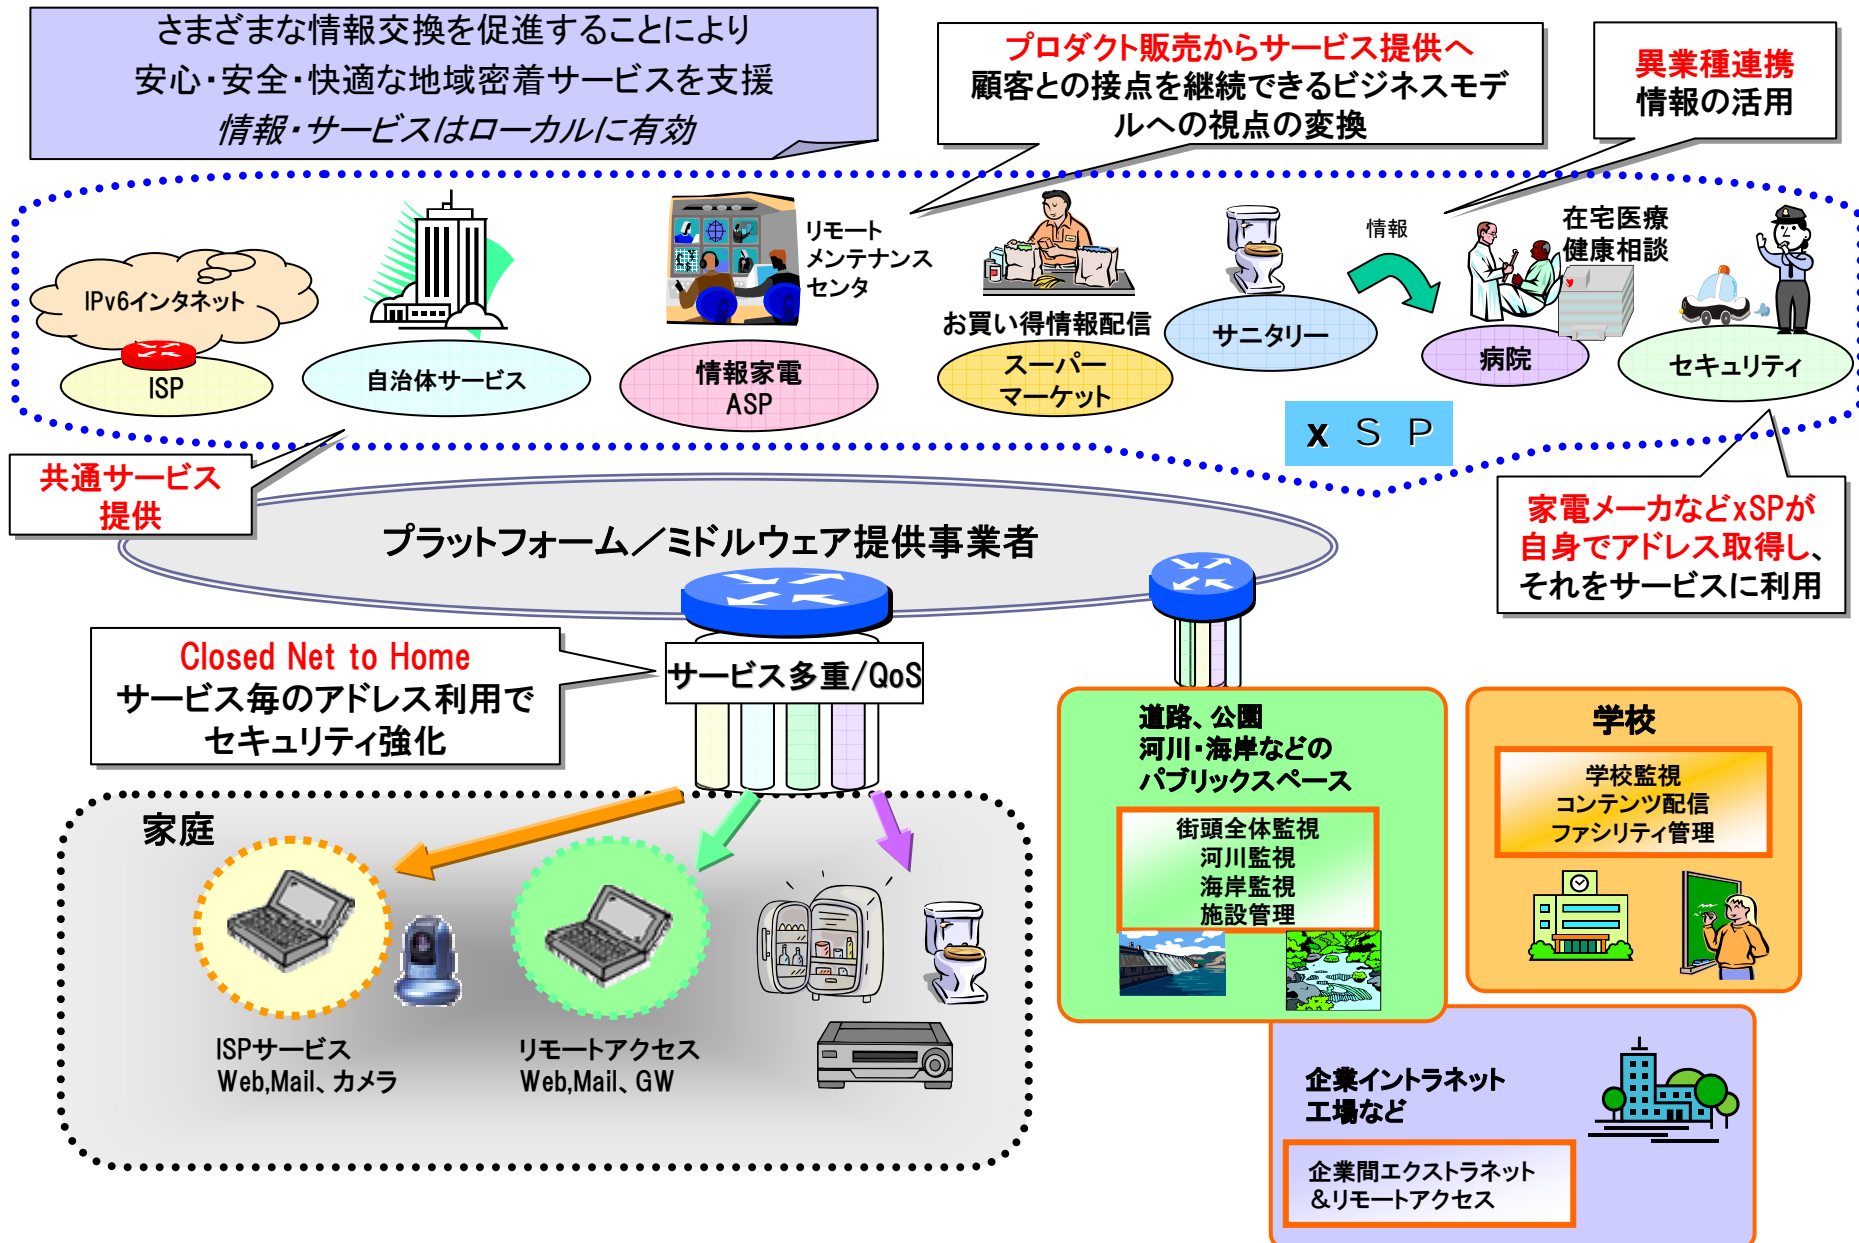 さまざまな情報交換を促進することにより
安心・安全・快適な地域密着サービスを支援
情報・サービスはローカルに有効
プロダクト販売からサービス提供へ
顧客との接点を継続できるビジネスモデ
ルへの視点の変換
異業種連携
情報の活用
IPv6インタネット
ISP
自治体サービス
リモート
メンテナンス
センタ
情報家電
ASP
お買い得情報配信
スーパー
マーケット
サニタリー
情報
在宅医療
健康相談
病院
セキュリティ
x S P
共通サービス
提供
プラットフォーム／ミドルウェア提供事業者
家電メーカなどxSPが
自身でアドレス取得し、
それをサービスに利用
Closed Net to Home
サービス毎のアドレス利用で
セキュリティ強化
サービス多重/QoS
家庭
ISPサービス
Web,Mail、カメラ
リモートアクセス
Web,Mail、GW
道路、公園
河川・海岸などの
パブリックスペース
街頭全体監視
河川監視
海岸監視
施設管理
学校
学校監視
コンテンツ配信
ファシリティ管理
企業イントラネット
工場など
企業間エクストラネット
＆リモートアクセス